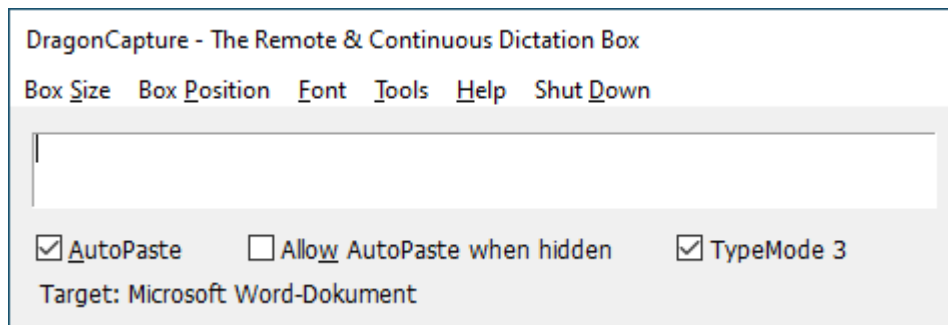 DragonCapture - The Remote & Continuous Dictation Box
Box Size Box Position Font Tools Help Shut Down
AutoPaste Allow AutoPaste when hidden TypeMode 3
Target: Microsoft Word-Dokument